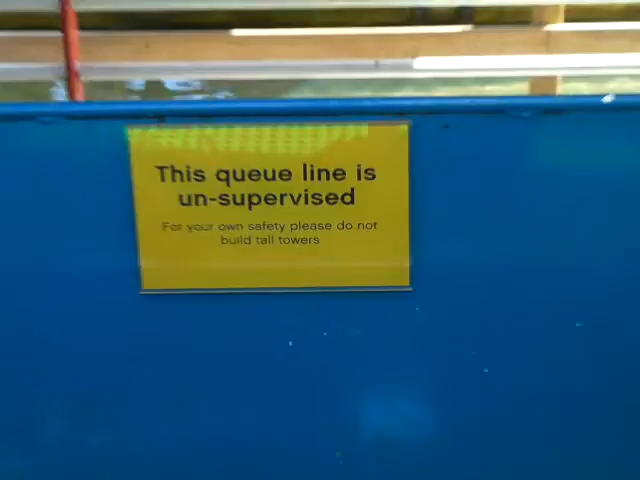 This queue line is
un-supervised
For your own safety please do not
build tall towers